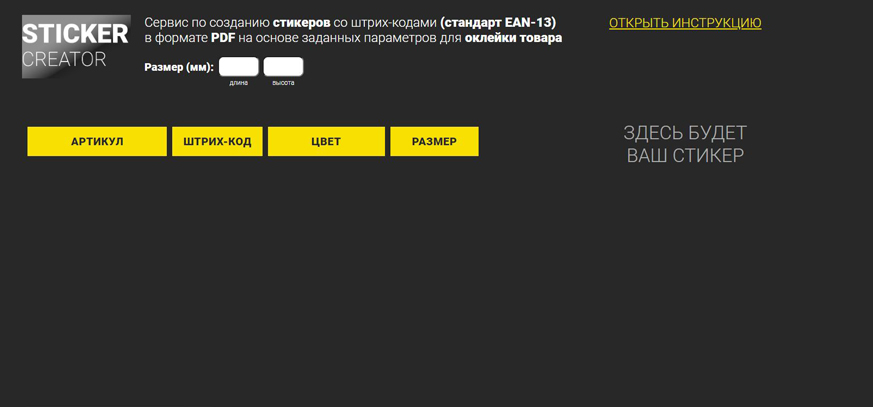 STICKER
CREATOR
Сервис по созданию стикеров со штрих-кодами (стандарт EAN-13)
в формате PDF на основе заданных параметров для оклейки товара
Размер (мм):
длина высота
ОТКРЫТЬ ИНСТРУКЦИЮ
АРТИКУЛ ШТРИХ-КОД ЦВЕТ РАЗМЕР
ЗДЕСЬ БУДЕТ
ВАШ СТИКЕР